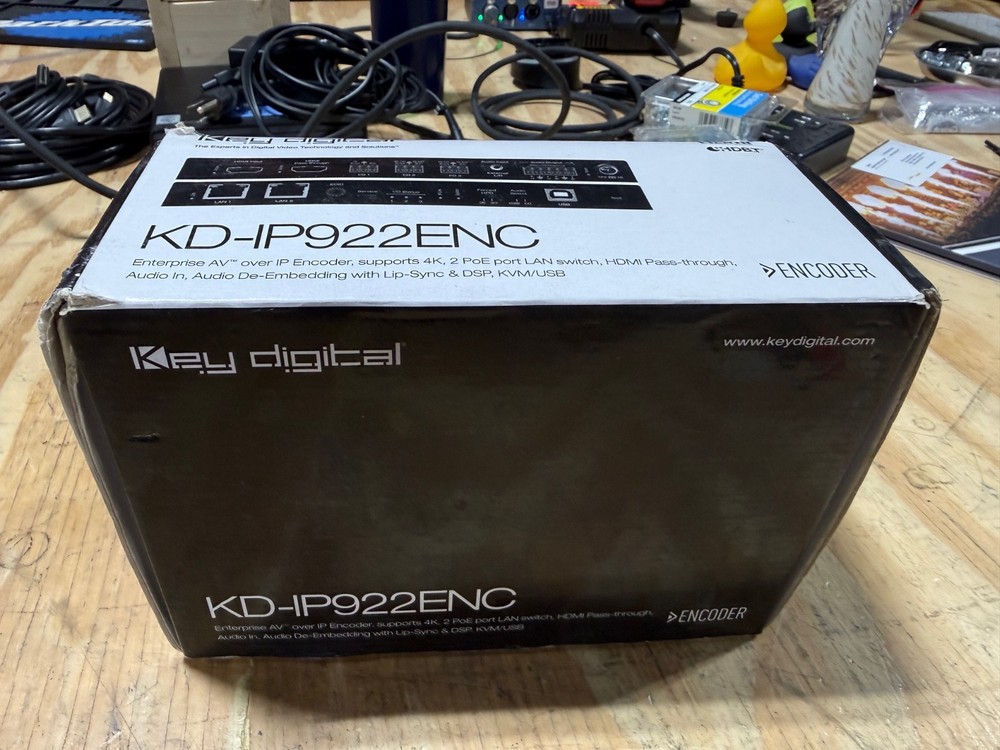 Key digital
The Experts in Digital Video Technology and Solutions®
LAN 1
LAN 2
USB
KD-IP922ENC
Enterprise AV™ over IP Encoder, supports 4K, 2 PoE port LAN switch, HDMI Pass-through,
Audio In, Audio De-Embedding with Lip-Sync & DSP, KVM/USB
ENCODER
Key digital
www.keydigital.com
KD-IP922ENC
Enterprise AV™ over IP Encoder, supports 4K, 2 PoE port LAN switch, HDMI Pass-through,
Audio In, Audio De-Embedding with Lip-Sync & DSP, KVM/USB
ENCODER